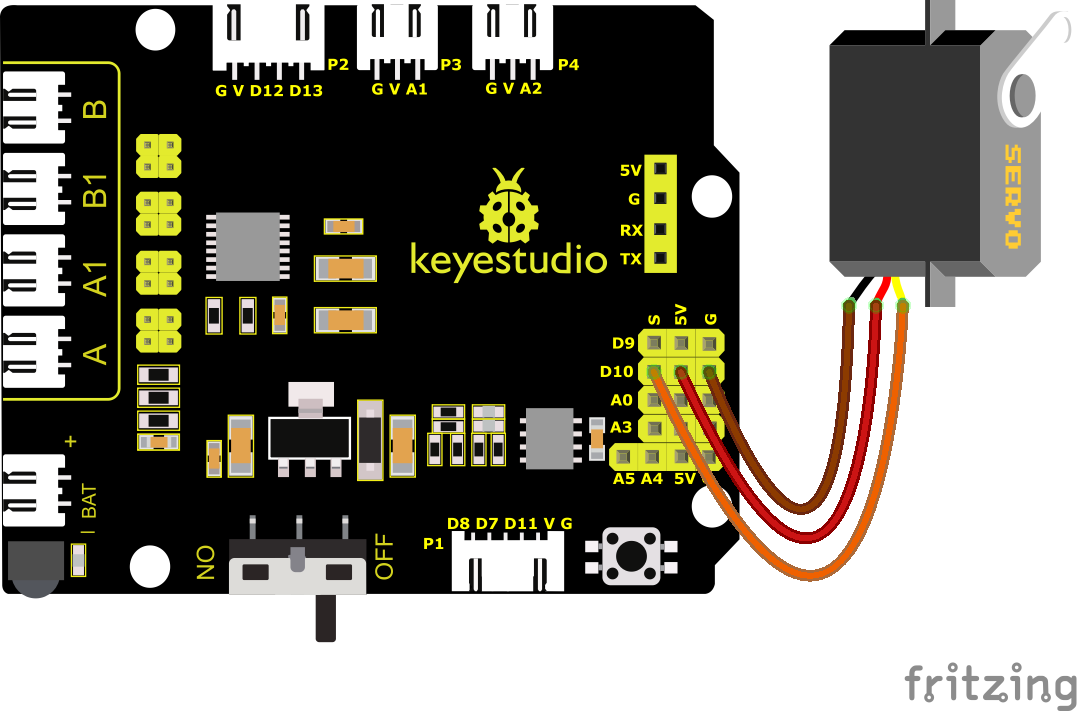 P2
P3
P4
G V D12 D13
G V A1
G V A2
B
B1
A1
A
5V
G
RX
TX
keyestudio
SERVO
S
5V
G
D9
D10
A0
A3
A5 A4 5V
+
BAT
I
ON
OFF
P1
D8 D7 D11 V G
fritzing